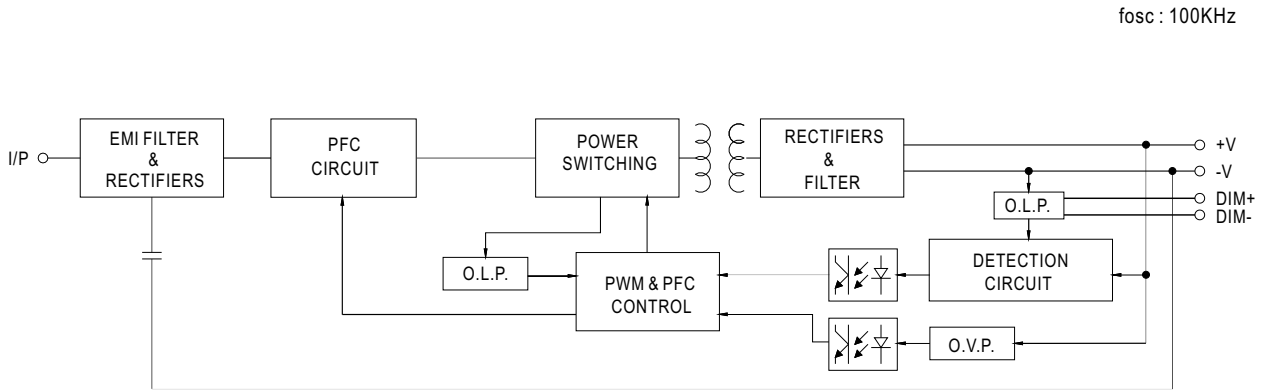 fosc : 100KHz
I/P
EMI FILTER
&
RECTIFIERS
PFC
CIRCUIT
POWER
SWITCHING
RECTIFIERS
&
FILTER
+V
-V
DIM+
DIM-
O.L.P.
O.L.P.
PWM & PFC
CONTROL
DETECTION
CIRCUIT
O.V.P.